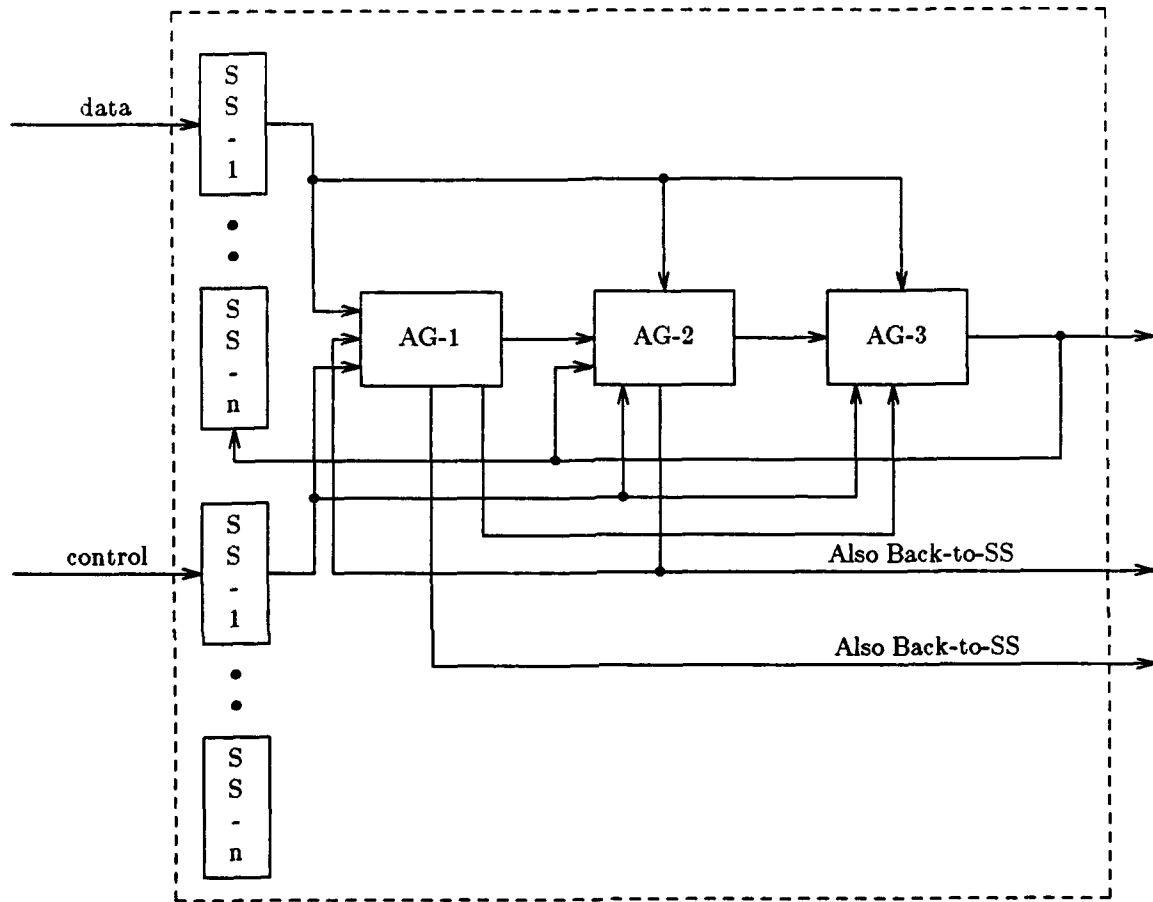 data
S
S
-
1
S
S
-
n
AG-1
AG-2
AG-3
control
S
S
-
1
Also Back-to-SS
Also Back-to-SS
S
S
-
n